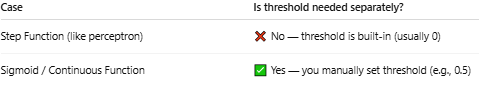 Case Is threshold needed separately?
Step Function (like perceptron) ❌ No — threshold is built-in (usually 0)
Sigmoid / Continuous Function ✅ Yes — you manually set threshold (e.g., 0.5)